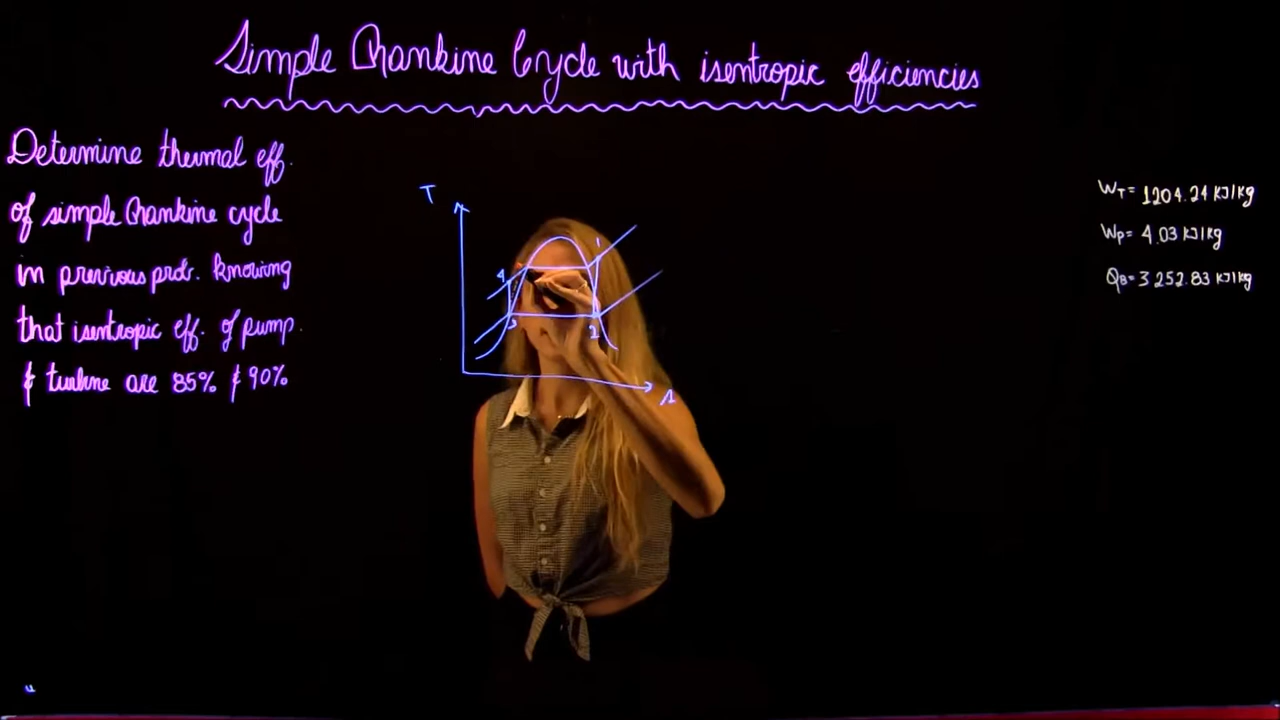 Simple Rankine Cycle with isentropic efficiencies
Determine thermal eff.
of simple Rankine cycle
in previous prob. knowing
that isentropic eff. of pump
& turbine are 85% & 90%
T
1
4
3
2
s
WT = 1204.24 KJ/kg
Wp = 4.03 KJ/kg
QB = 3252.83 KJ/kg